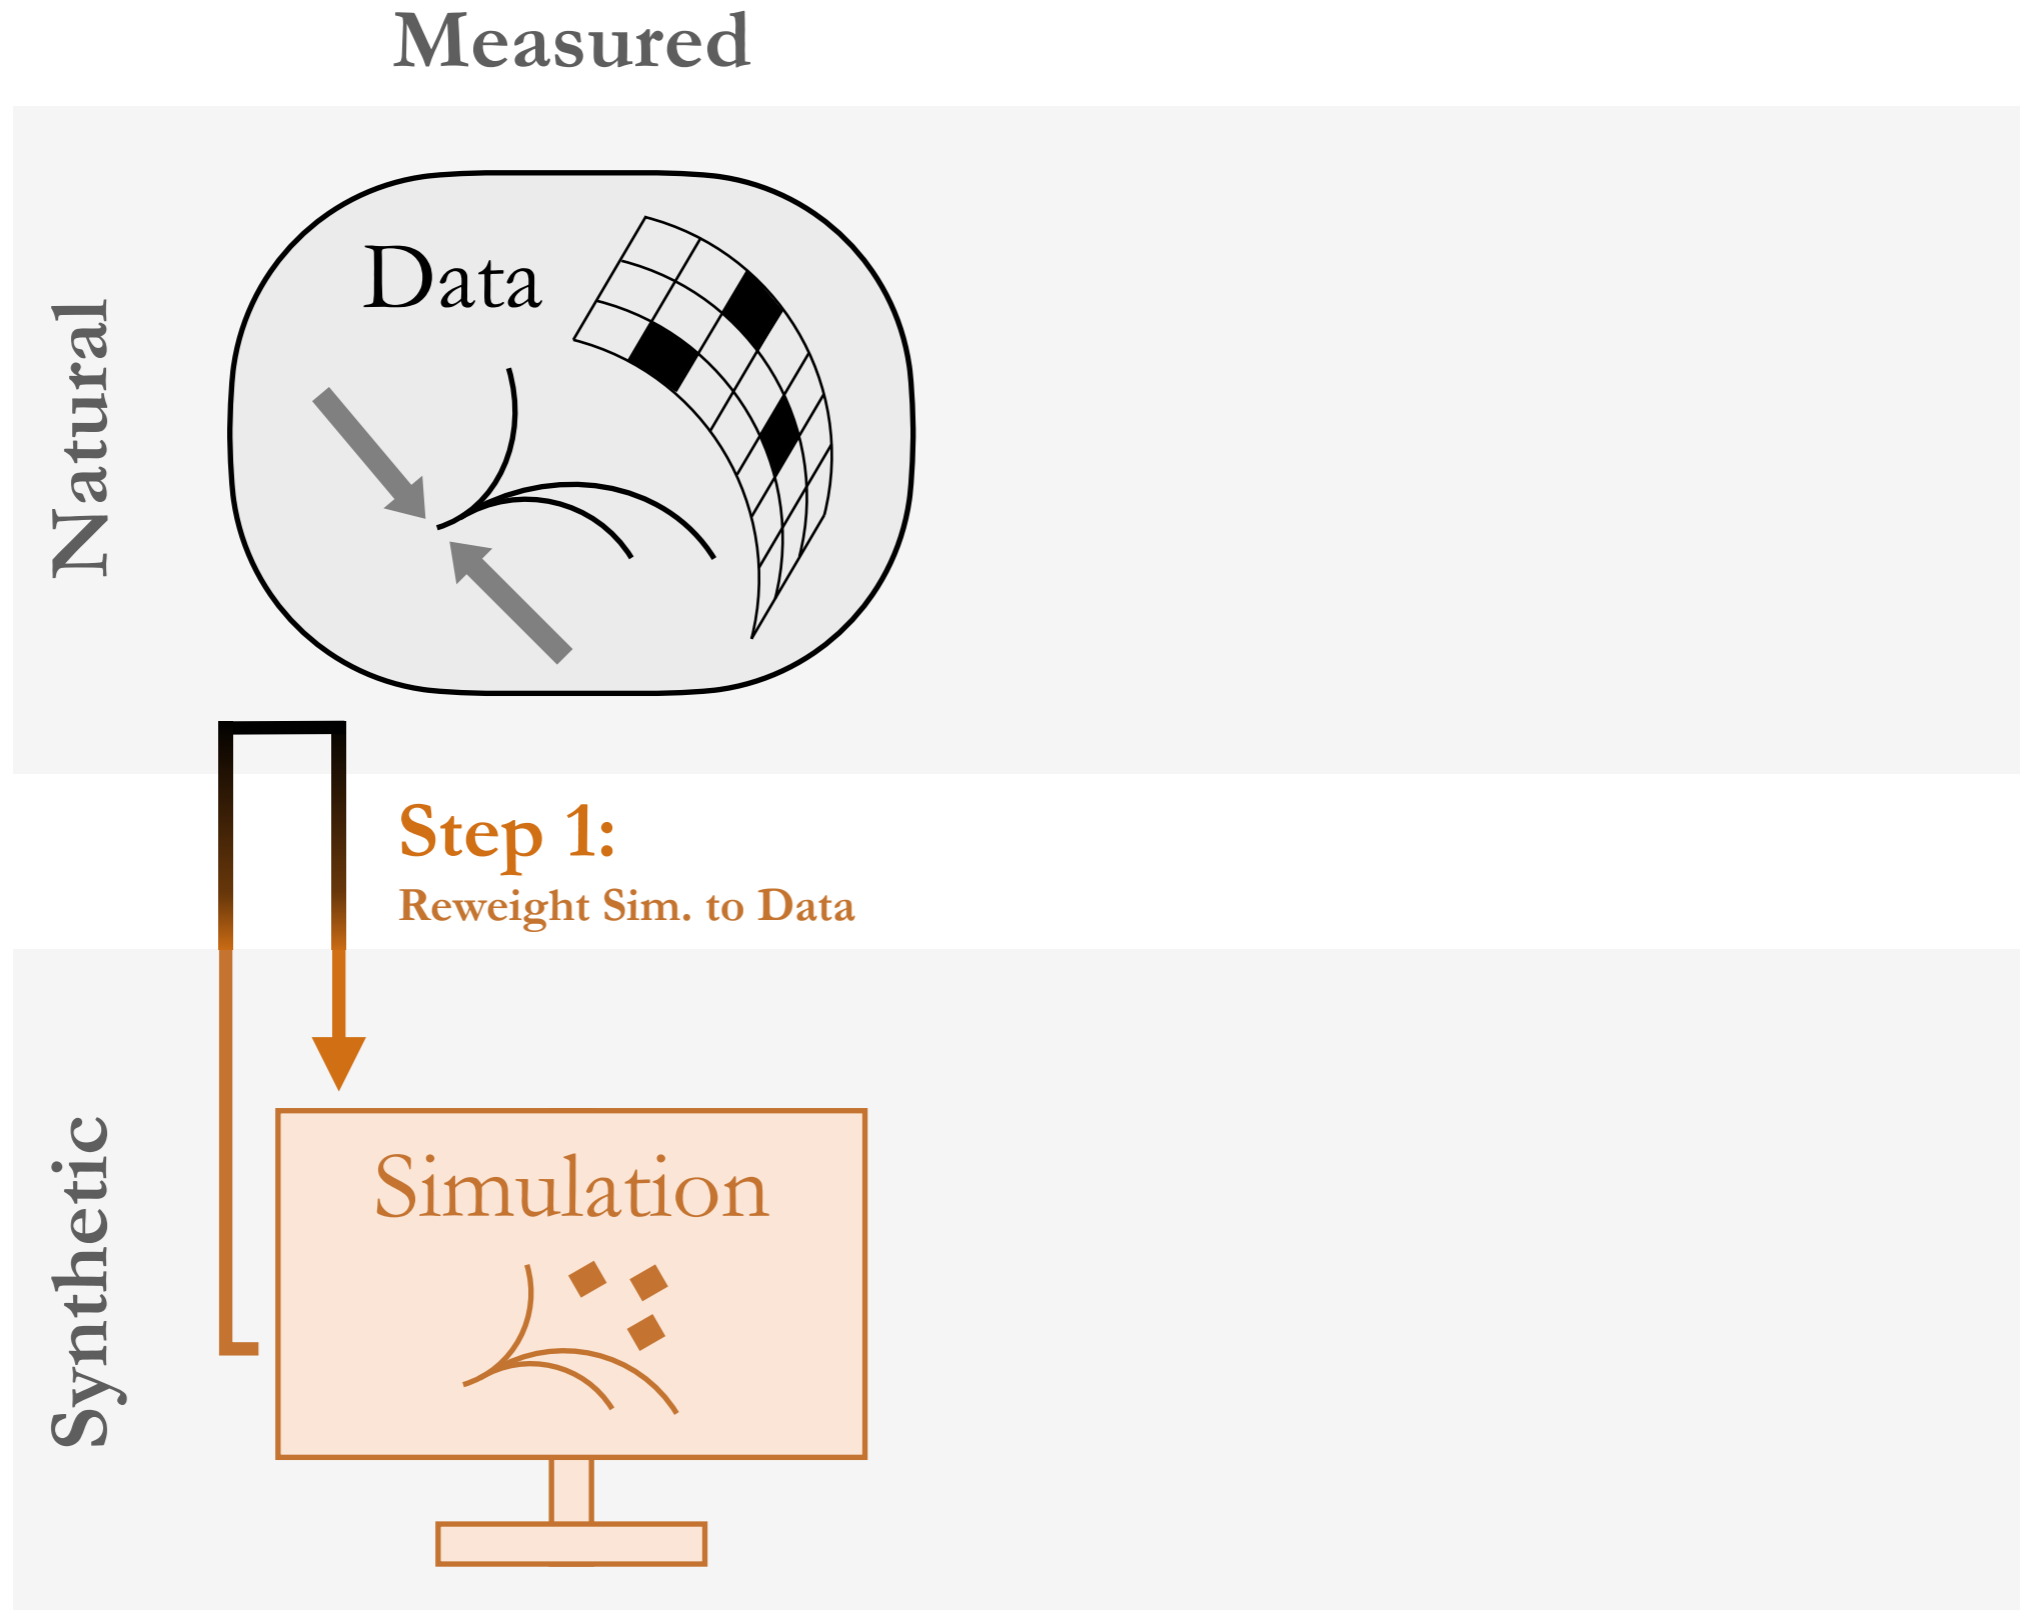 Measured
Natural
Data
Step 1:
Reweight Sim. to Data
Synthetic
Simulation